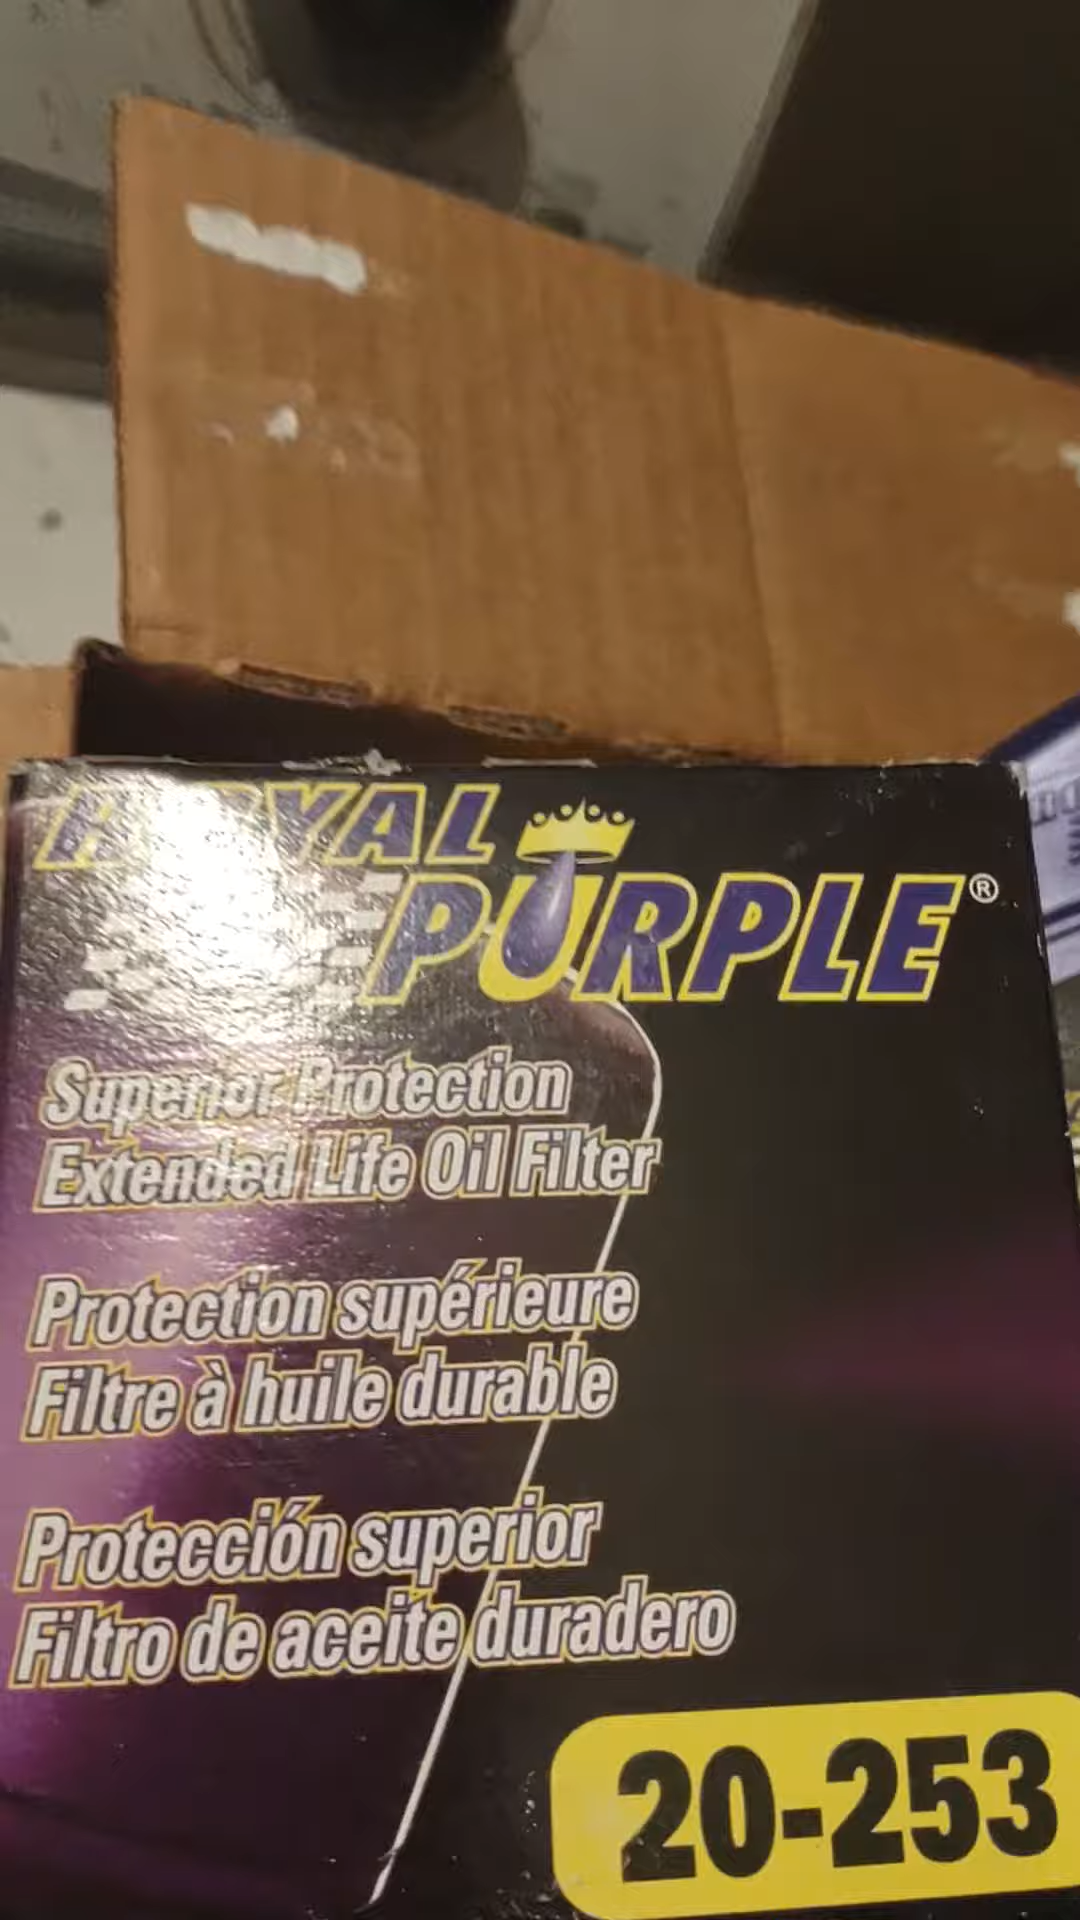 ROYAL
PURPLE®
Superior Protection
Extended Life Oil Filter
Protection supérieure
Filtre à huile durable
Protección superior
Filtro de aceite duradero
20-253